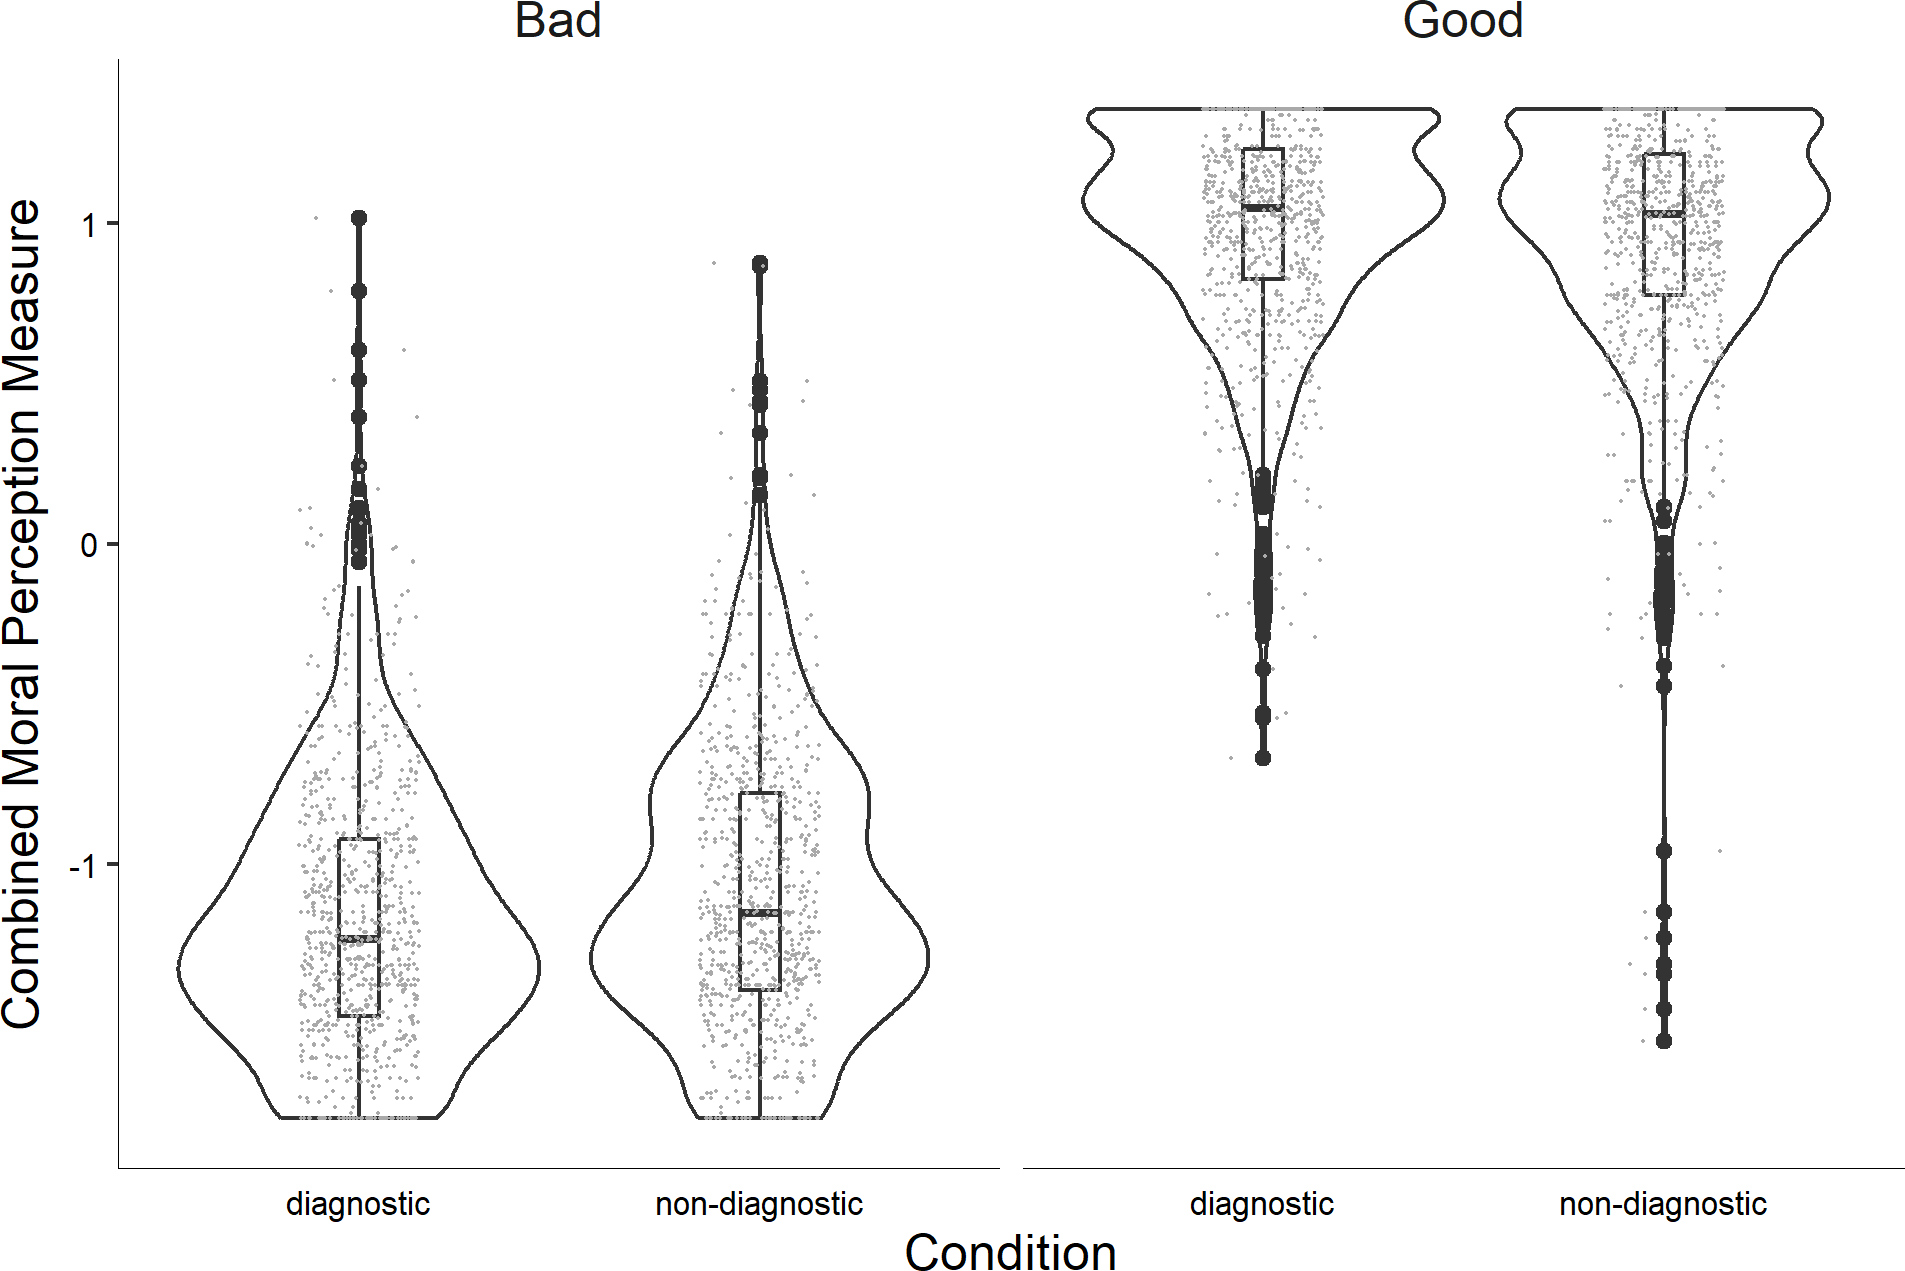 Bad
Good
Combined Moral Perception Measure
1
0
-1
diagnostic
non-diagnostic
diagnostic
non-diagnostic
Condition